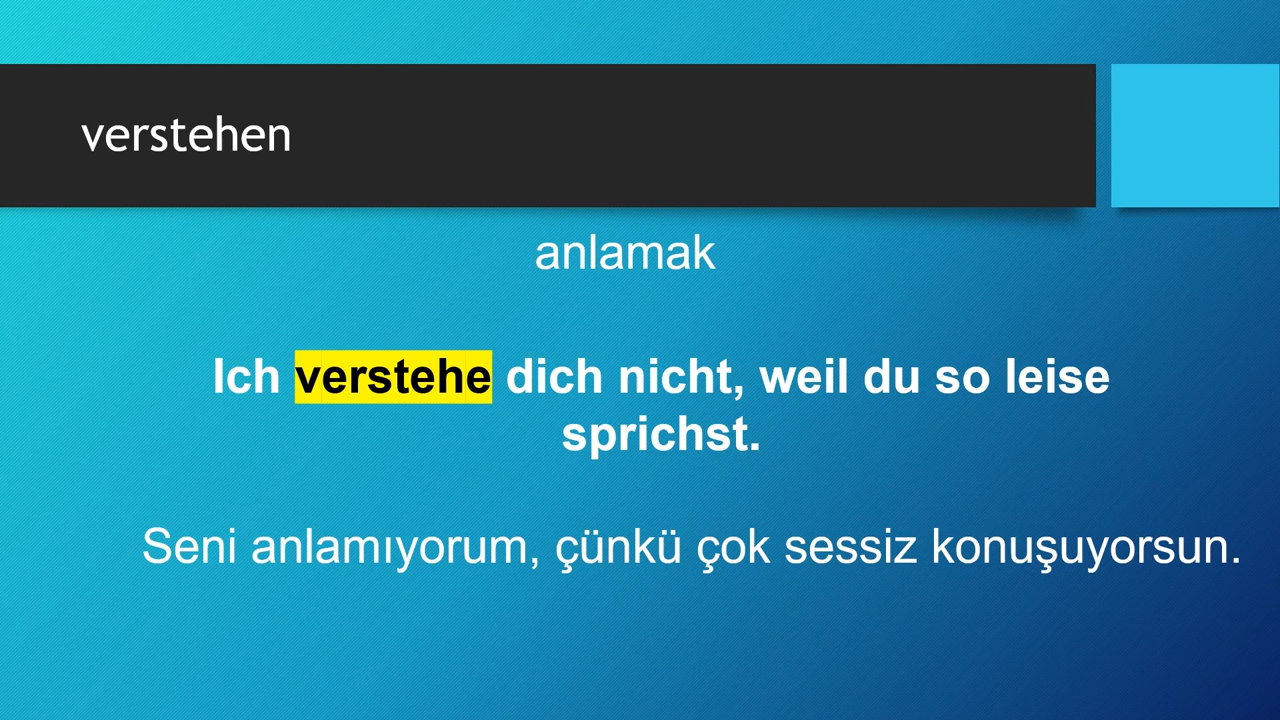 verstehen
anlamak
Ich verstehe dich nicht, weil du so leise
sprichst.
Seni anlamıyorum, çünkü çok sessiz konuşuyorsun.